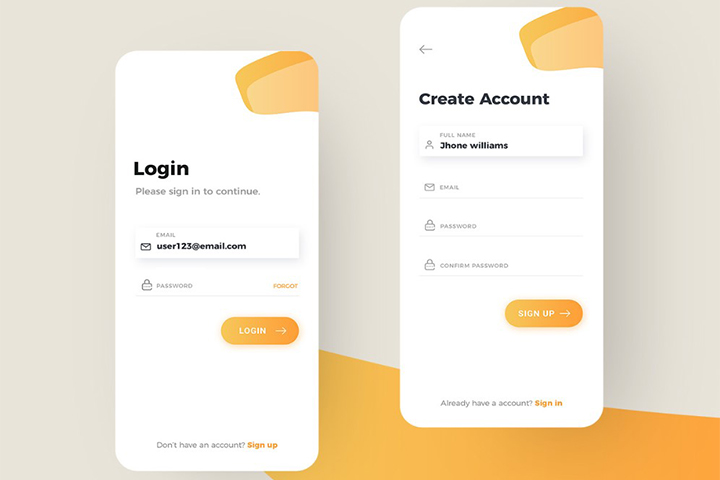 Login
Please sign in to continue.
EMAIL
user123@email.com
PASSWORD FORGOT
LOGIN
Don't have an account? Sign up
Create Account
FULL NAME
Jhone williams
EMAIL
PASSWORD
CONFIRM PASSWORD
SIGN UP
Already have a account? Sign in